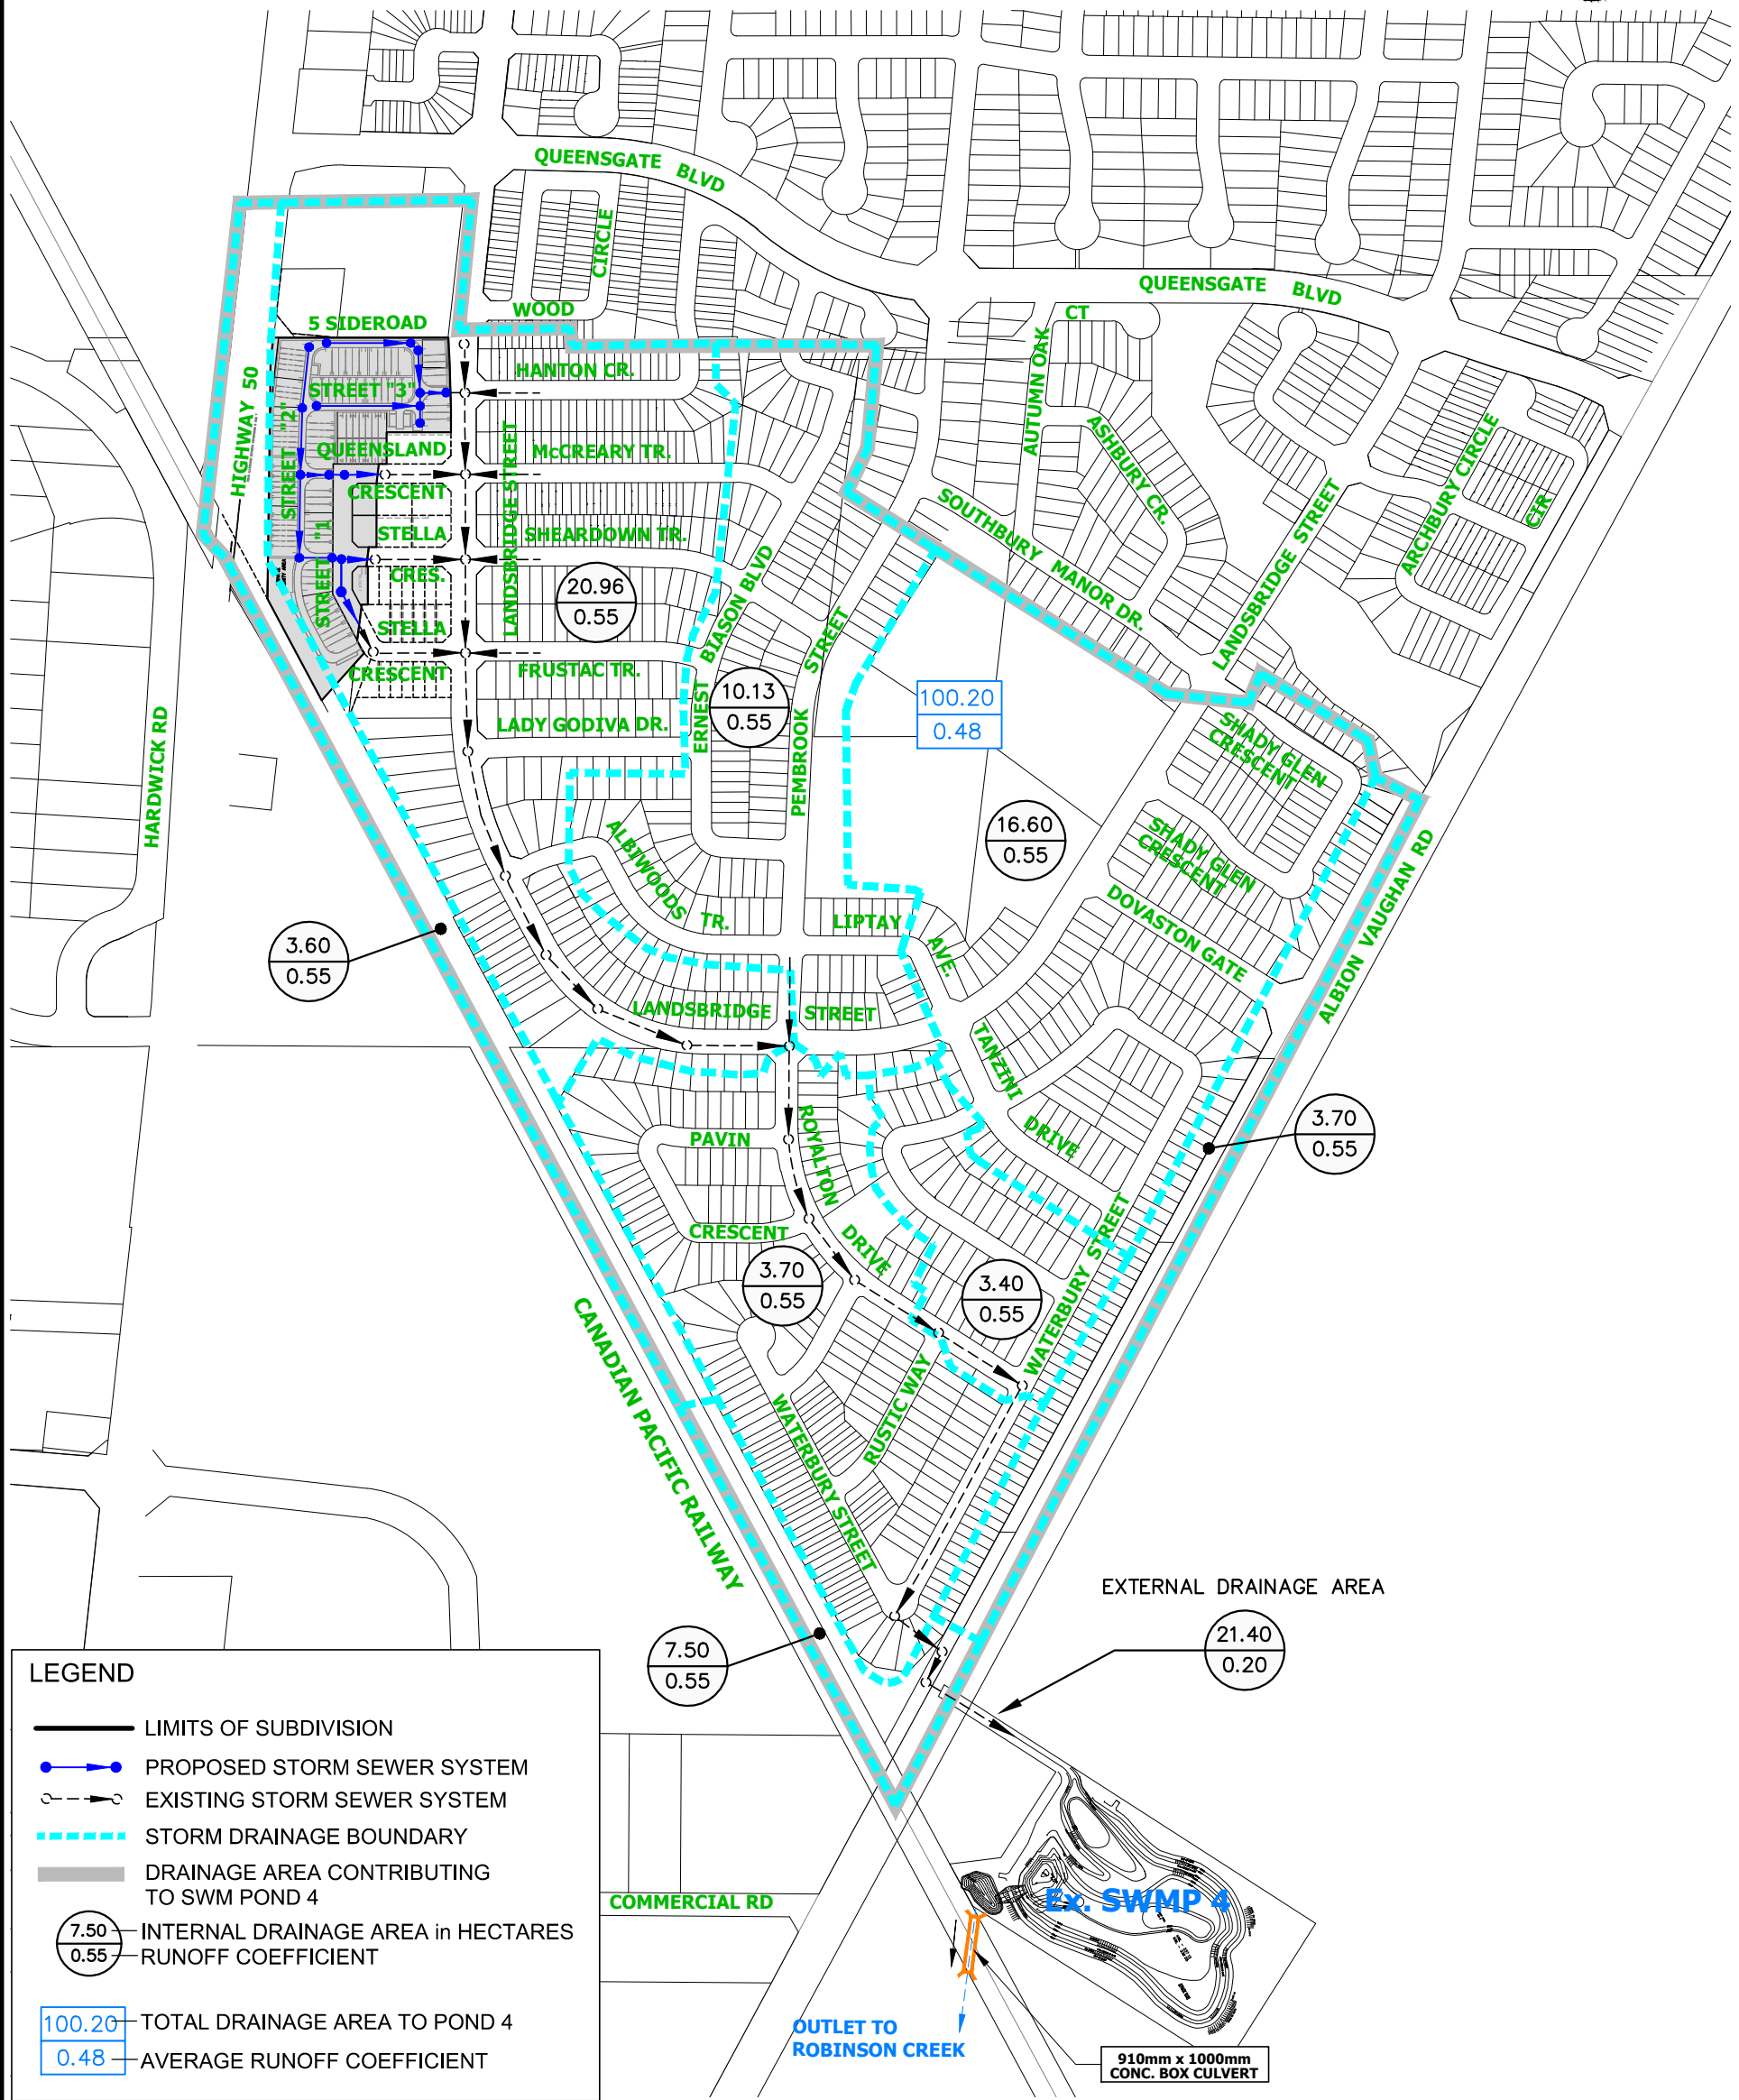 QUEENSGATE BLVD
CIRCLE
WOOD
5 SIDEROAD
HIGHWAY 50
HANTON CR.
STREET "3"
STREET "2"
QUEENSLAND
CRESCENT
McCREARY TR.
LANDSBRIDGE STREET
STELLA
SHEARDOWN TR.
STREET "1"
CRES.
STELLA
CRESCENT
20.96
0.55
FRUSTAC TR.
LADY GODIVA DR.
ERNEST BIASON BLVD
10.13
0.55
PEMBROOK STREET
QUEENSGATE BLVD
CT
AUTUMN OAK
ASHBURY CR.
SOUTHBURY MANOR DR.
LANDSBRIDGE STREET
ARCHBURY CIRCLE
CIR
100.20
0.48
SHADY GLEN
CRESCENT
SHADY GLEN
CRESCENT
16.60
0.55
DOVASTON GATE
ALBION VAUGHAN RD
HARDWICK RD
ALBIWOODS TR.
LIPTAY AVE.
3.60
0.55
LANDSBRIDGE STREET
TANZINI DRIVE
3.70
0.55
PAVIN
CRESCENT
ROYALTON DRIVE
3.70
0.55
3.40
0.55
WATERBURY STREET
RUSTIC WAY
WATERBURY STREET
CANADIAN PACIFIC RAILWAY
7.50
0.55
EXTERNAL DRAINAGE AREA
21.40
0.20
COMMERCIAL RD
Ex. SWMP 4
OUTLET TO
ROBINSON CREEK
910mm x 1000mm
CONC. BOX CULVERT
LEGEND
LIMITS OF SUBDIVISION
PROPOSED STORM SEWER SYSTEM
EXISTING STORM SEWER SYSTEM
STORM DRAINAGE BOUNDARY
DRAINAGE AREA CONTRIBUTING
TO SWM POND 4
7.50 INTERNAL DRAINAGE AREA in HECTARES
0.55 RUNOFF COEFFICIENT
100.20 TOTAL DRAINAGE AREA TO POND 4
0.48 AVERAGE RUNOFF COEFFICIENT